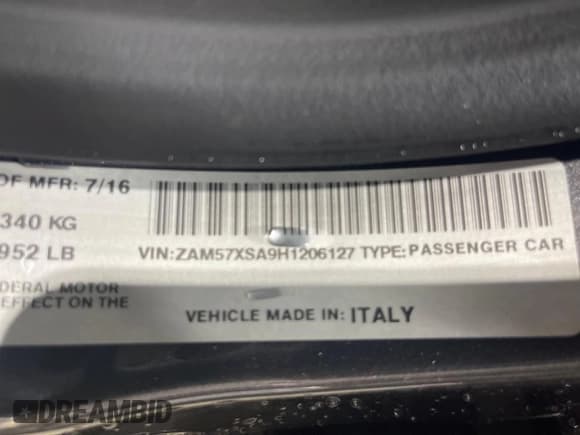 OF MFR: 7/16
340 KG
952 LB
VIN:ZAM57XSA9H1206127 TYPE:PASSENGER CAR
DERAL MOTOR
EFFECT ON THE
VEHICLE MADE IN: ITALY
DREAMBID